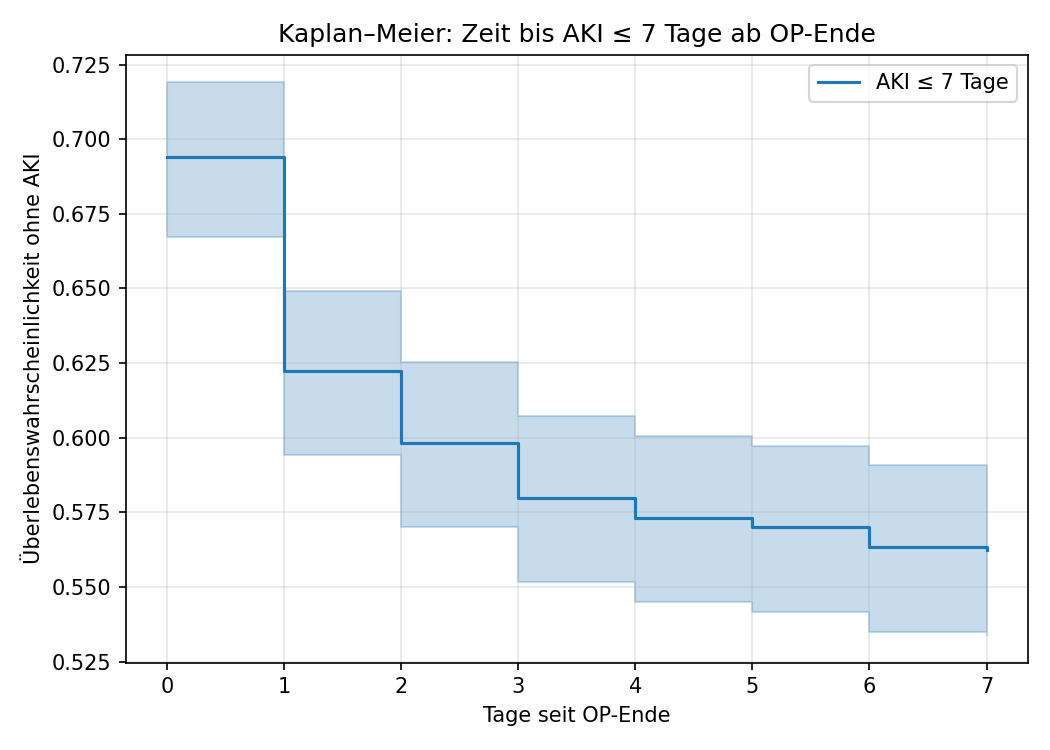 Kaplan–Meier: Zeit bis AKI ≤ 7 Tage ab OP-Ende
AKI ≤ 7 Tage
Überlebenswahrscheinlichkeit ohne AKI
0.725
0.700
0.675
0.650
0.625
0.600
0.575
0.550
0.525
0 1 2 3 4 5 6 7
Tage seit OP-Ende